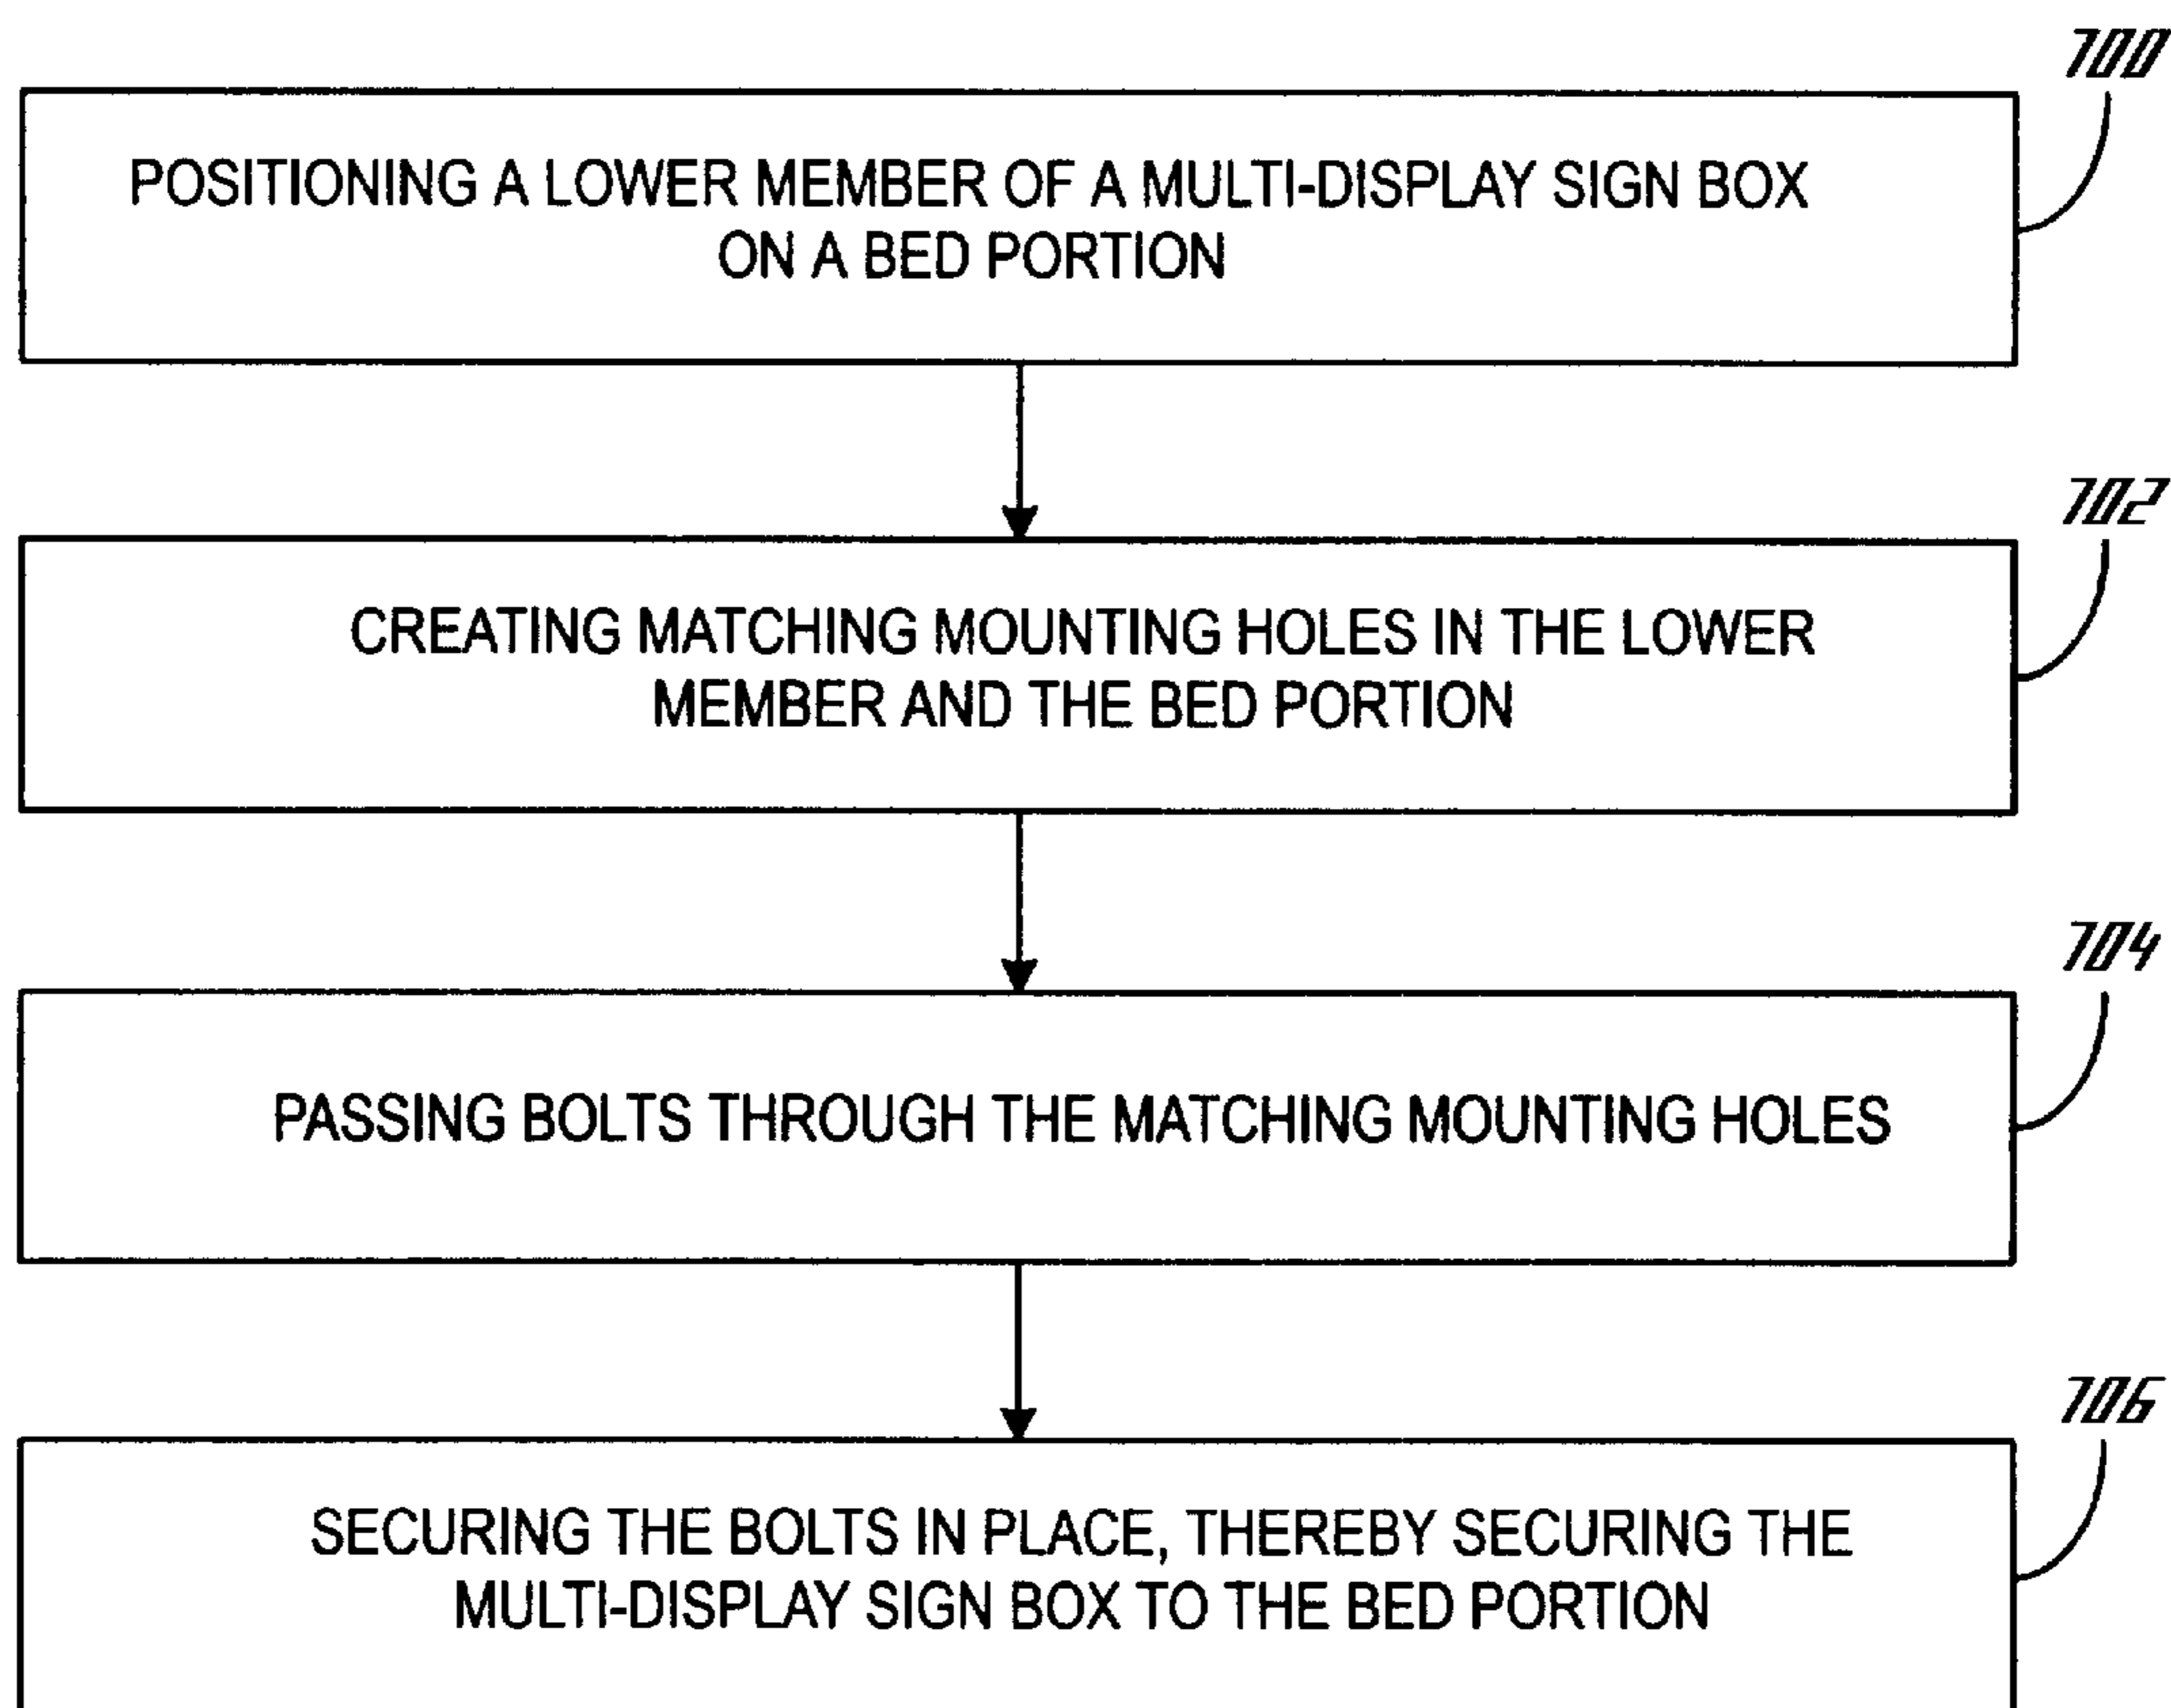 700
POSITIONING A LOWER MEMBER OF A MULTI-DISPLAY SIGN BOX
ON A BED PORTION
702
CREATING MATCHING MOUNTING HOLES IN THE LOWER
MEMBER AND THE BED PORTION
704
PASSING BOLTS THROUGH THE MATCHING MOUNTING HOLES
706
SECURING THE BOLTS IN PLACE, THEREBY SECURING THE
MULTI-DISPLAY SIGN BOX TO THE BED PORTION